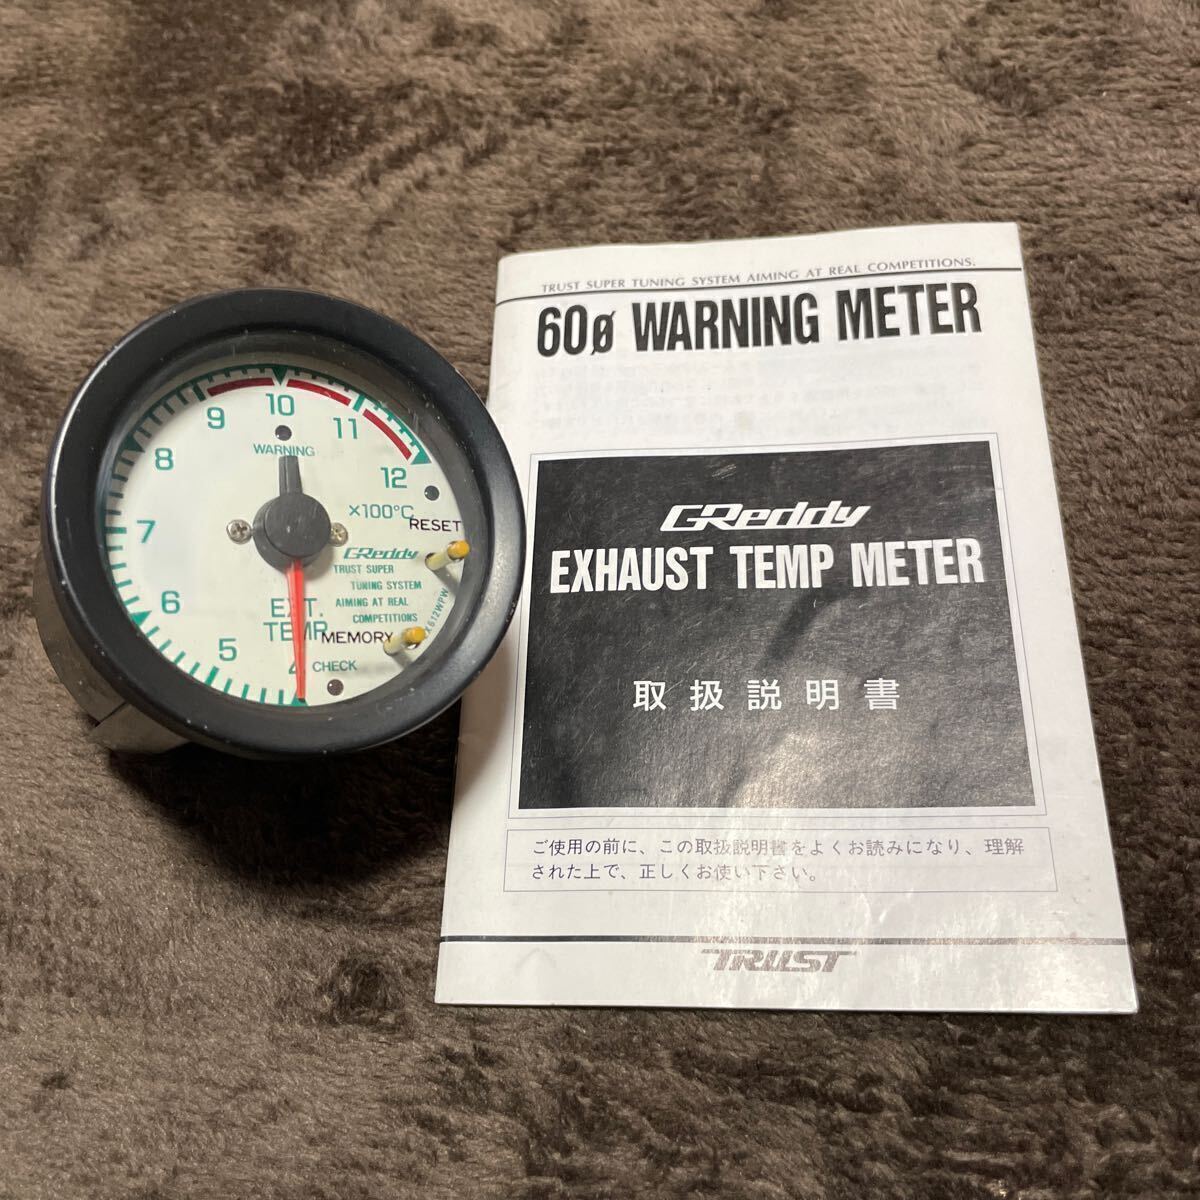 9
10
11
8
WARNING
12
×100℃
7
RESET
GReddy
TRUST SUPER
TUNING SYSTEM
AIMING AT REAL
COMPETITIONS
6
EXT.
TEMP
MEMORY
5
4
CHECK
TRUST SUPER TUNING SYSTEM AIMING AT REAL COMPETITIONS.
60ø WARNING METER
GReddy
EXHAUST TEMP METER
取扱説明書
ご使用の前に、この取扱説明書をよくお読みになり、理解
された上で、正しくお使い下さい。
TRUST